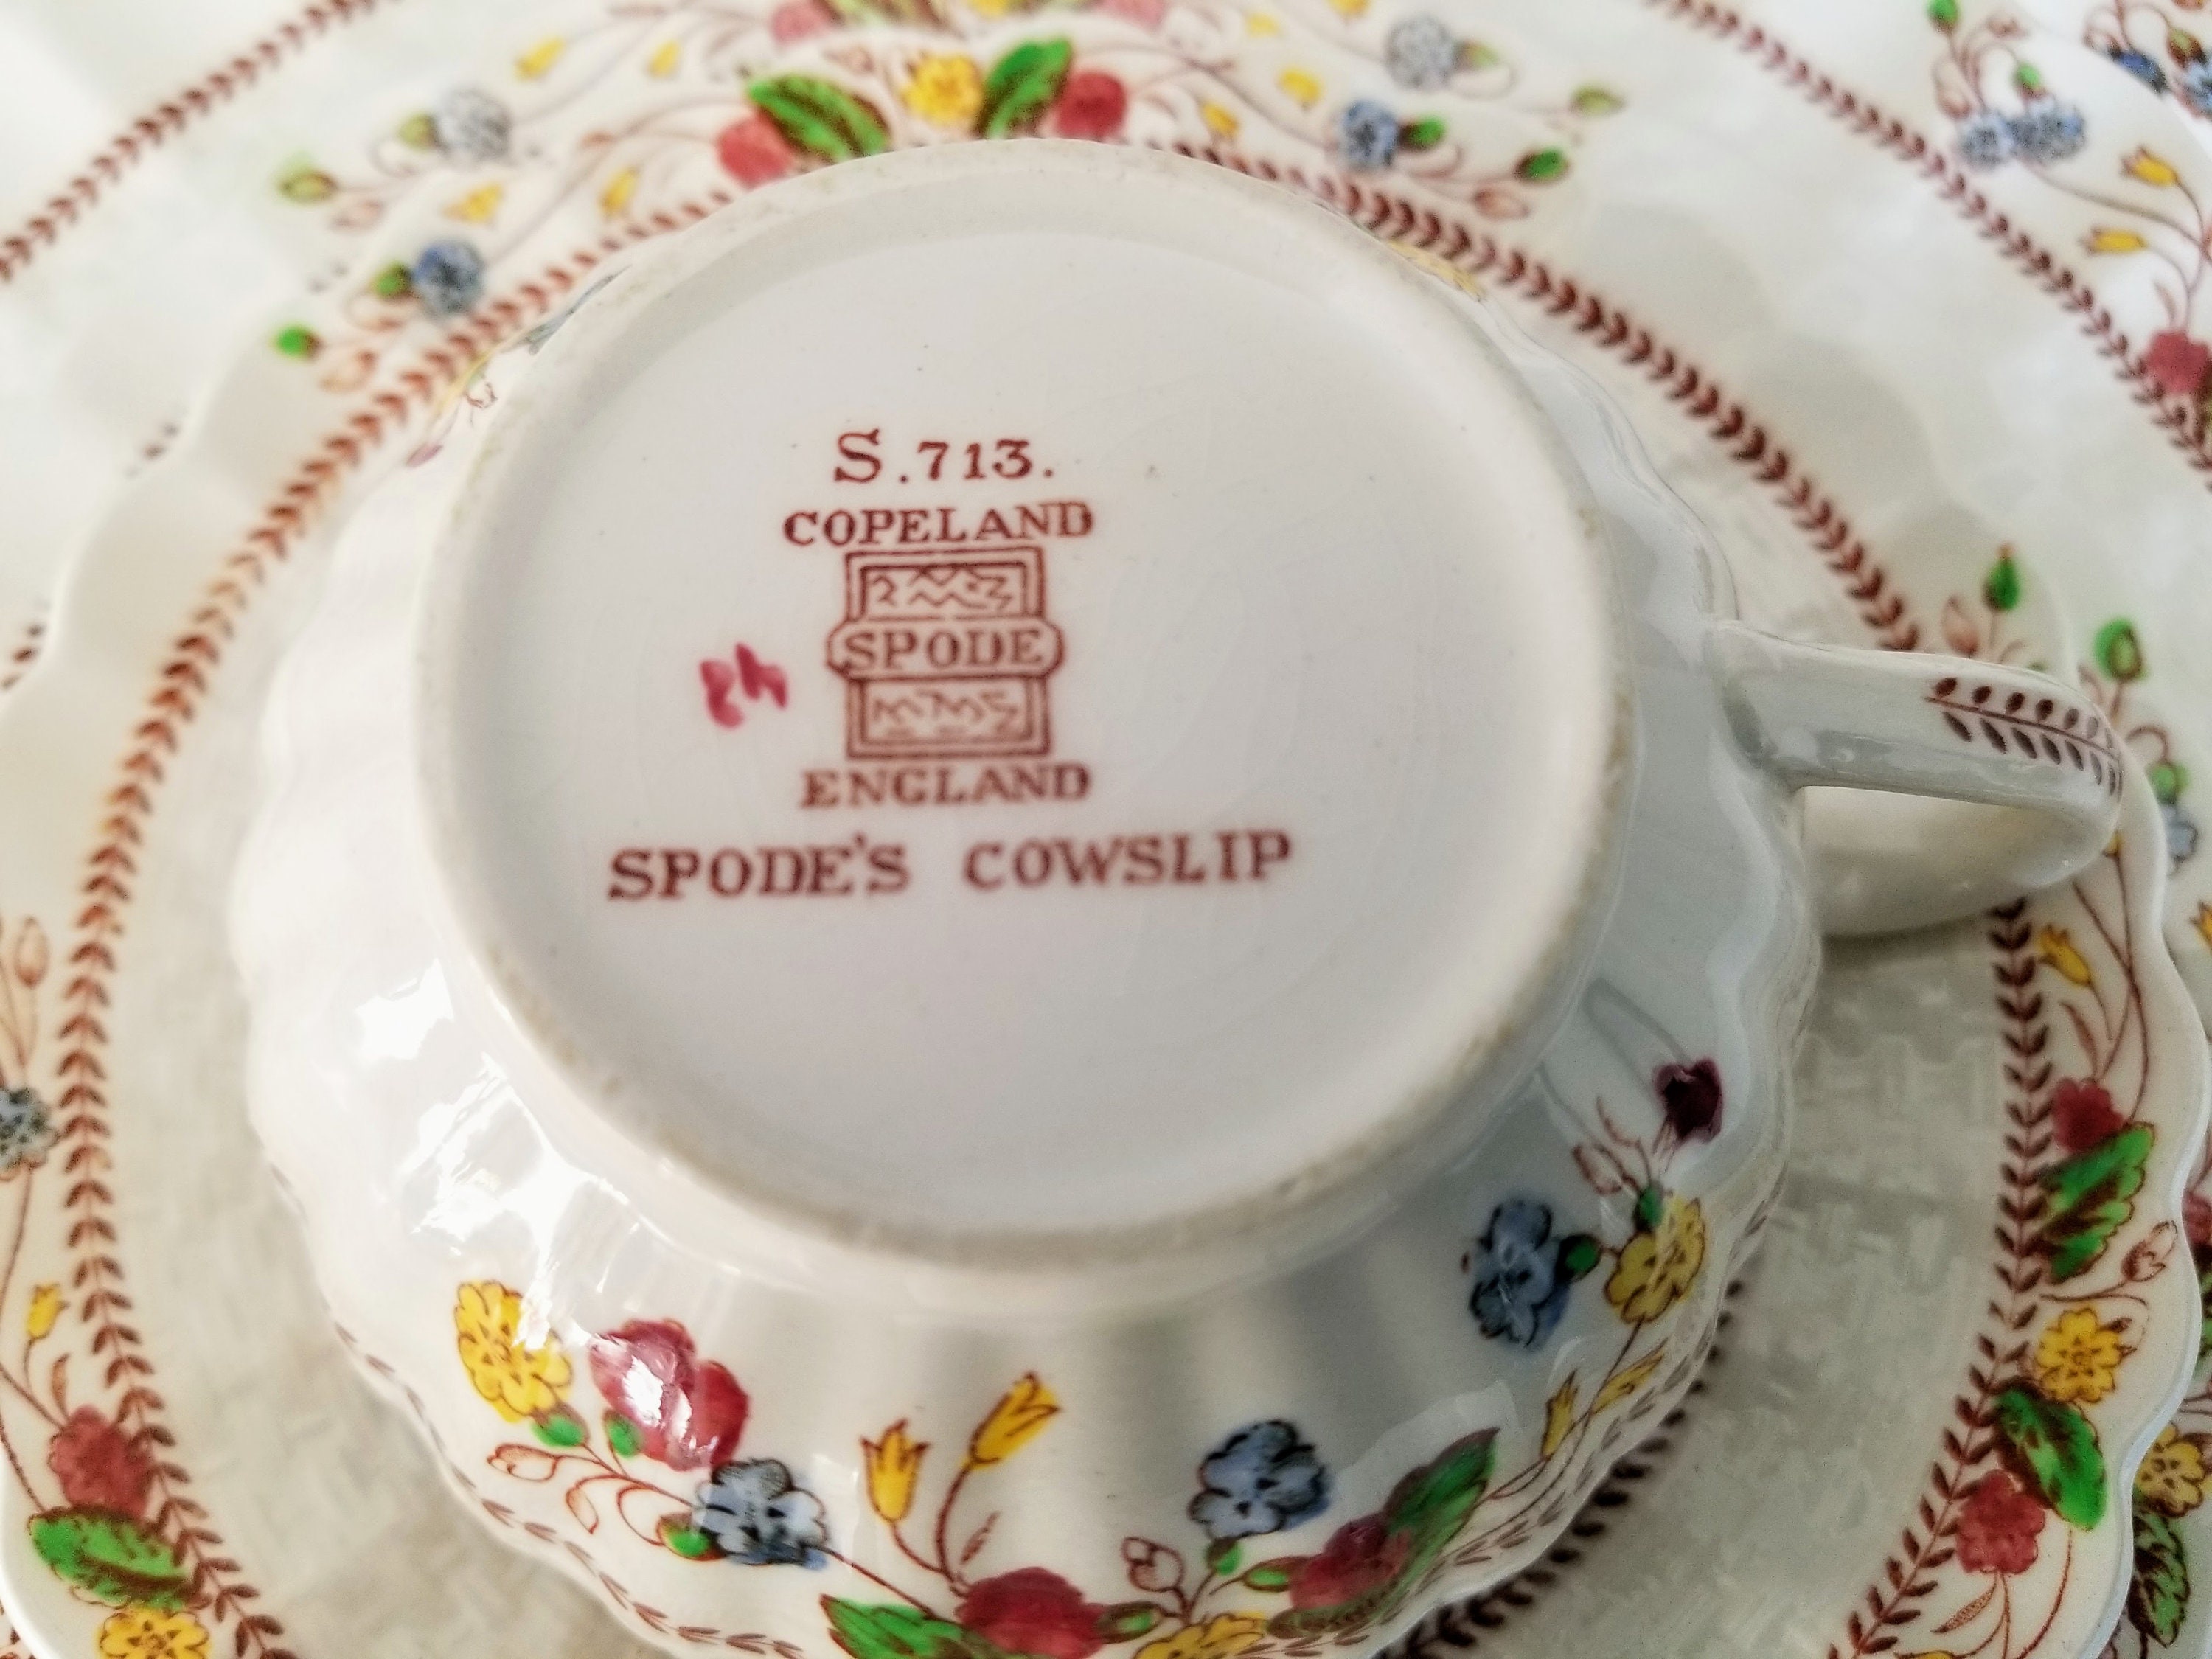 S.713.
COPELAND
SPODE
ENGLAND
SPODE'S COWSLIP